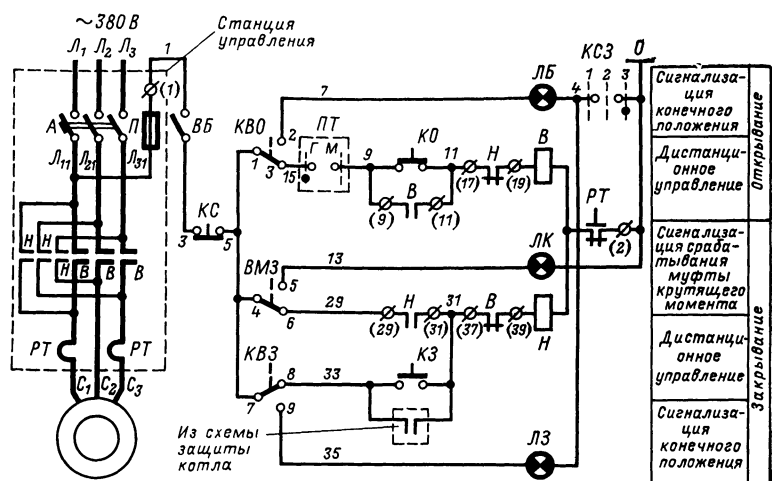 ~380 В
Л1 Л2 Л3
1
Станция
управления
(1)
А
П
ВБ
Л11 Л21 Л31
Н Н Н В В В
РТ РТ
С1 С2 С3
3 КС 5
КВО
1 2 3
7
ЛБ
4
КСЗ
1 2 3
0
15
ПТ
Г М
9
КО
11
(9) В (11)
(17) Н (19)
В
РТ
(2)
13
ЛК
ВМЗ
4 5 6
29
(29) Н (31)
31
(37) В (39)
Н
КВЗ
7 8 9
33
КЗ
Из схемы
защиты
котла
35
ЛЗ
Сигнализа-
ция
конечного
положения
Дистанци-
онное
управление
Открывание
Сигнализа-
ция сраба-
тывания
муфты
крутящего
момента
Дистанци-
онное
управление
Сигнализа-
ция
конечного
положения
Закрывание